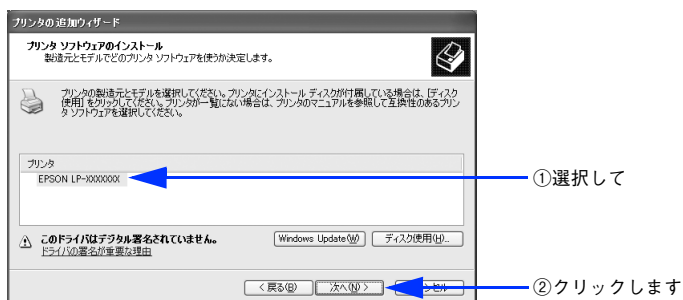 プリンタの追加ウィザード
プリンタ ソフトウェアのインストール
製造元とモデルでどのプリンタ ソフトウェアを使うか決定します。
プリンタの製造元とモデルを選択してください。プリンタにインストール ディスクが付属している場合は、[ディスク
使用] をクリックしてください。プリンタが一覧にない場合は、プリンタのマニュアルを参照して互換性のあるプリン
タ ソフトウェアを選択してください。
プリンタ
EPSON LP-XXXXXXX
①選択して
このドライバはデジタル署名されていません。
ドライバの署名が重要な理由
Windows Update(W)
ディスク使用(H)...
< 戻る(B)
次へ(N) >
ンセル
②クリックします